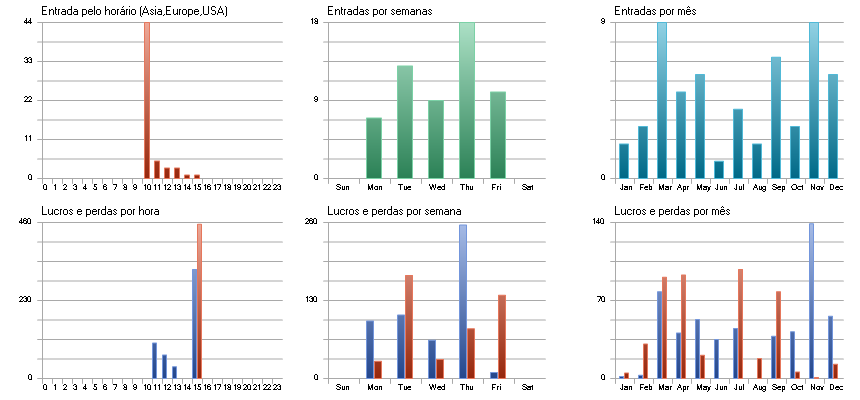 Entrada pelo horário (Asia,Europe,USA)
44
33
22
11
0
0 1 2 3 4 5 6 7 8 9 10 11 12 13 14 15 16 17 18 19 20 21 22 23
Entradas por semanas
18
9
0
Sun Mon Tue Wed Thu Fri Sat
Entradas por mês
9
0
Jan Feb Mar Apr May Jun Jul Aug Sep Oct Nov Dec
Lucros e perdas por hora
460
230
0
0 1 2 3 4 5 6 7 8 9 10 11 12 13 14 15 16 17 18 19 20 21 22 23
Lucros e perdas por semana
260
130
0
Sun Mon Tue Wed Thu Fri Sat
Lucros e perdas por mês
140
70
0
Jan Feb Mar Apr May Jun Jul Aug Sep Oct Nov Dec